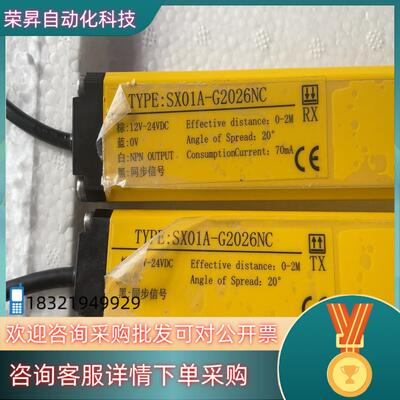 荣昇自动化科技
TYPE:SX01A-G2026NC
棕:12V-24VDC
Effective distance: 0-2M
蓝:0V
Angle of Spread: 20°
白:NPN OUTPUT
ConsumptionCurrent: 70mA
黑:同步信号
RX
CE
TYPE:SX01A-G2026NC
V-24VDC
Effective distance: 0-2M
Angle of Spread: 20°
黑:同步信号
TX
CE
18321949929
欢迎咨询采购批发可对公开票
咨询客服详情下单采购